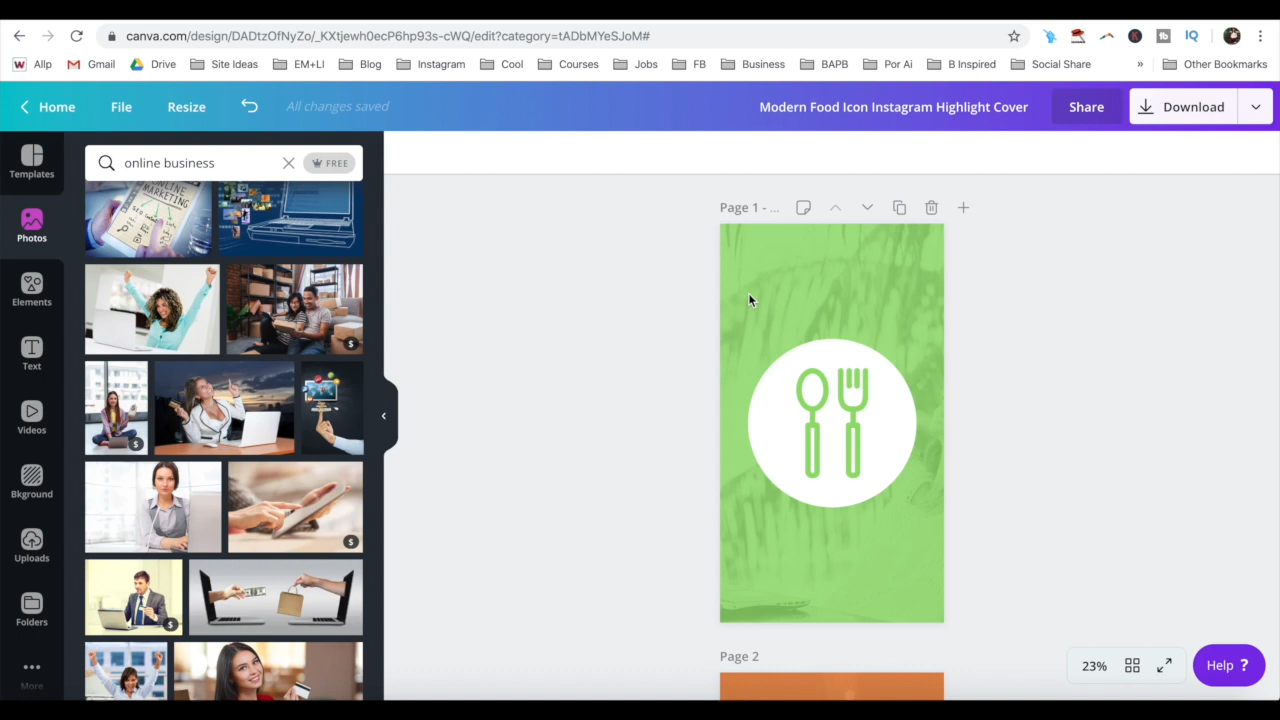 canva.com/design/DADtzOfNyZo/_KXtjewh0ecP6hp93s-cWQ/edit?category=tADbMYeSJoM#
Allp Gmail Drive Site Ideas EM+LI Blog Instagram Cool Courses Jobs FB Business BAPB Por Ai B Inspired Social Share » Other Bookmarks
Home File Resize All changes saved Modern Food Icon Instagram Highlight Cover Share Download
Templates
Photos
Elements
Text
Videos
Bkground
Uploads
Folders
More
online business FREE
ONLINE
MARKETING
Page 1 - ...
Page 2
23% Help ?